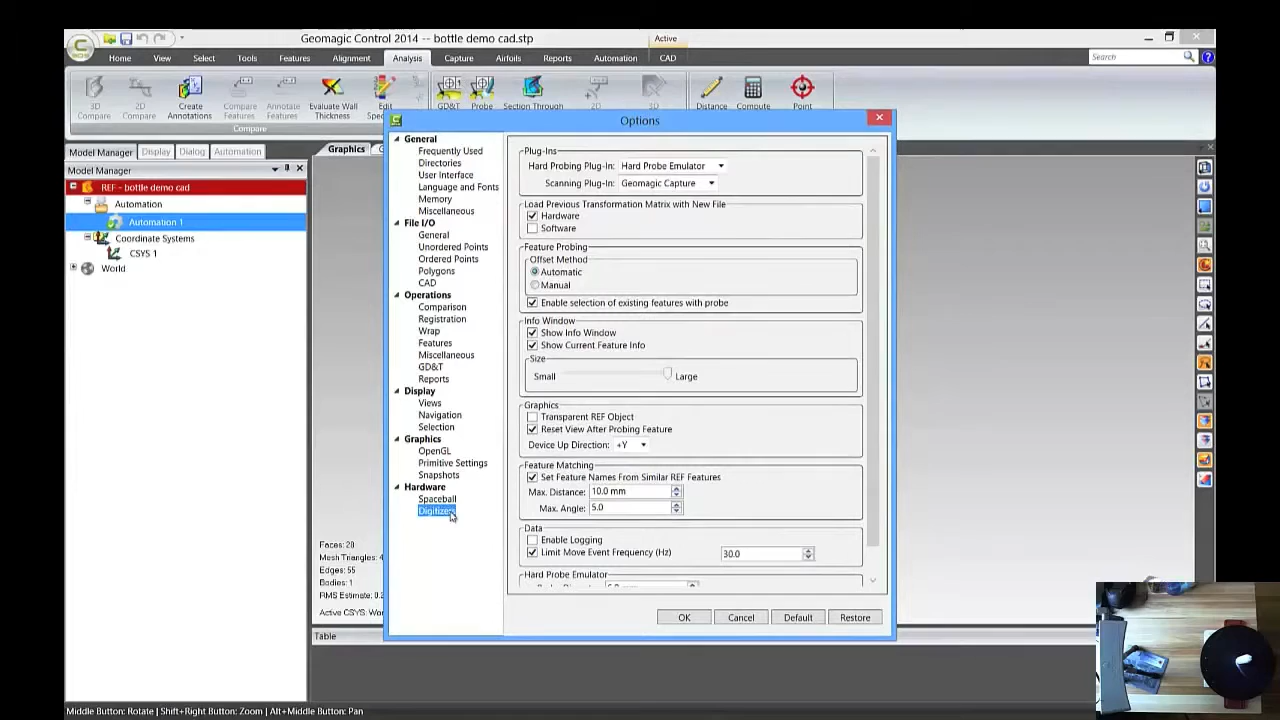 Geomagic Control 2014 -- bottle demo cad.stp
Active
Home View Select Tools Features Alignment Analysis Capture Airfoils Reports Automation CAD
Search
3D Compare
2D Compare
Create Annotations
Compare Features
Annotate Features
Evaluate Wall Thickness
Edit
GD&T
Probe
Section Through
2D
3D
Distance
Compute
Point
Compare
Model Manager Display Dialog Automation
Graphics
Model Manager
REF - bottle demo cad
Automation
Automation 1
Coordinate Systems
CSYS 1
World
Options
General
Frequently Used
Directories
User Interface
Language and Fonts
Memory
Miscellaneous
File I/O
General
Unordered Points
Ordered Points
Polygons
CAD
Operations
Comparison
Registration
Wrap
Features
Miscellaneous
GD&T
Reports
Display
Views
Navigation
Selection
Graphics
OpenGL
Primitive Settings
Snapshots
Hardware
Spaceball
Digitizers
Plug-Ins
Hard Probing Plug-In: Hard Probe Emulator
Scanning Plug-In: Geomagic Capture
Load Previous Transformation Matrix with New File
Hardware
Software
Feature Probing
Offset Method
Automatic
Manual
Enable selection of existing features with probe
Info Window
Show Info Window
Show Current Feature Info
Size
Small Large
Graphics
Transparent REF Object
Reset View After Probing Feature
Device Up Direction: +Y
Feature Matching
Set Feature Names From Similar REF Features
Max. Distance: 10.0 mm
Max. Angle: 5.0
Data
Enable Logging
Limit Move Event Frequency (Hz) 30.0
Hard Probe Emulator
OK Cancel Default Restore
Faces: 28
Mesh Triangles:
Edges: 55
Bodies: 1
RMS Estimate:
Active CSYS:
Table
Middle Button: Rotate | Shift+Right Button: Zoom | Alt+Middle Button: Pan